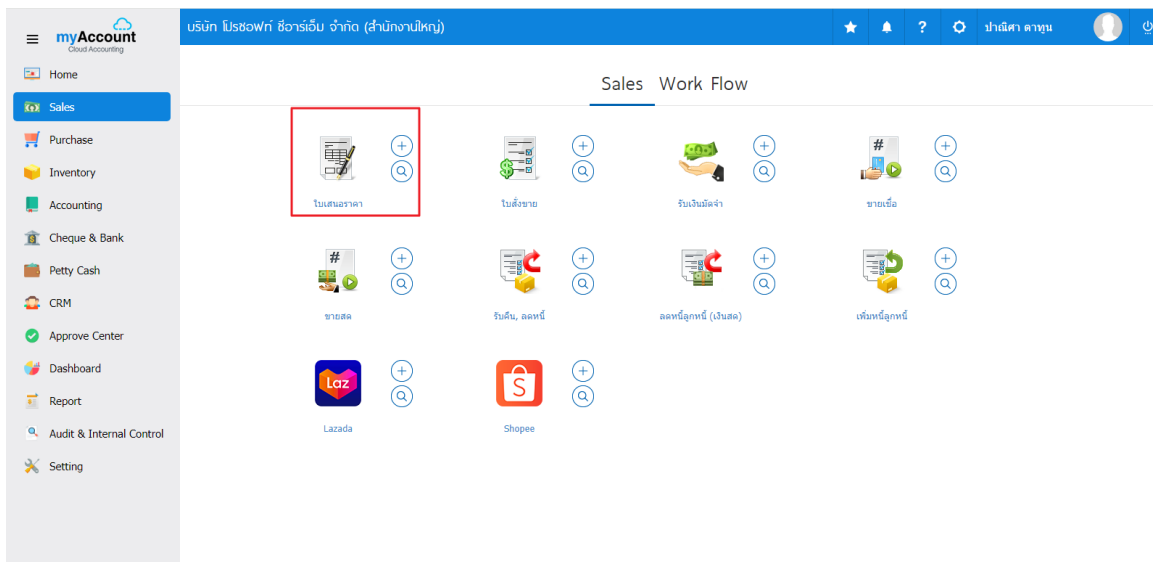 myAccount
Cloud Accounting
บริษัท โปรซอฟท์ ซีอาร์เอ็ม จำกัด (สำนักงานใหญ่)
ปาณิศา ดาทูน
Home
Sales
Purchase
Inventory
Accounting
Cheque & Bank
Petty Cash
CRM
Approve Center
Dashboard
Report
Audit & Internal Control
Setting
Sales Work Flow
ใบเสนอราคา
ใบสั่งขาย
รับเงินมัดจำ
#
ขายเชื่อ
#
ขายสด
รับคืน, ลดหนี้
ลดหนี้ลูกหนี้ (เงินสด)
เพิ่มหนี้ลูกหนี้
Laz
Lazada
S
Shopee